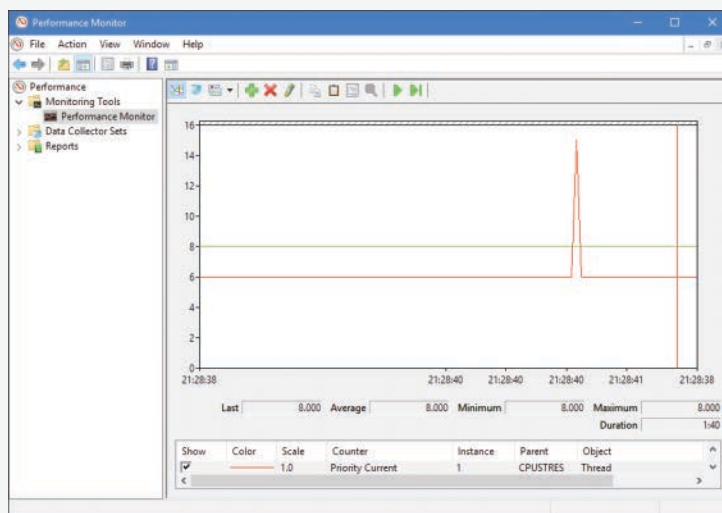 Performance Monitor
File Action View Window Help
Performance
Monitoring Tools
Performance Monitor
Data Collector Sets
Reports
16
14
12
10
8
6
4
2
0
21:28:38 21:28:40 21:28:40 21:28:40 21:28:41 21:28:38
Last 8.000 Average 8.000 Minimum 8.000 Maximum 8.000
Duration 1:40
Show Color Scale Counter Instance Parent Object
1.0 Priority Current 1 CPUSTRES Thread